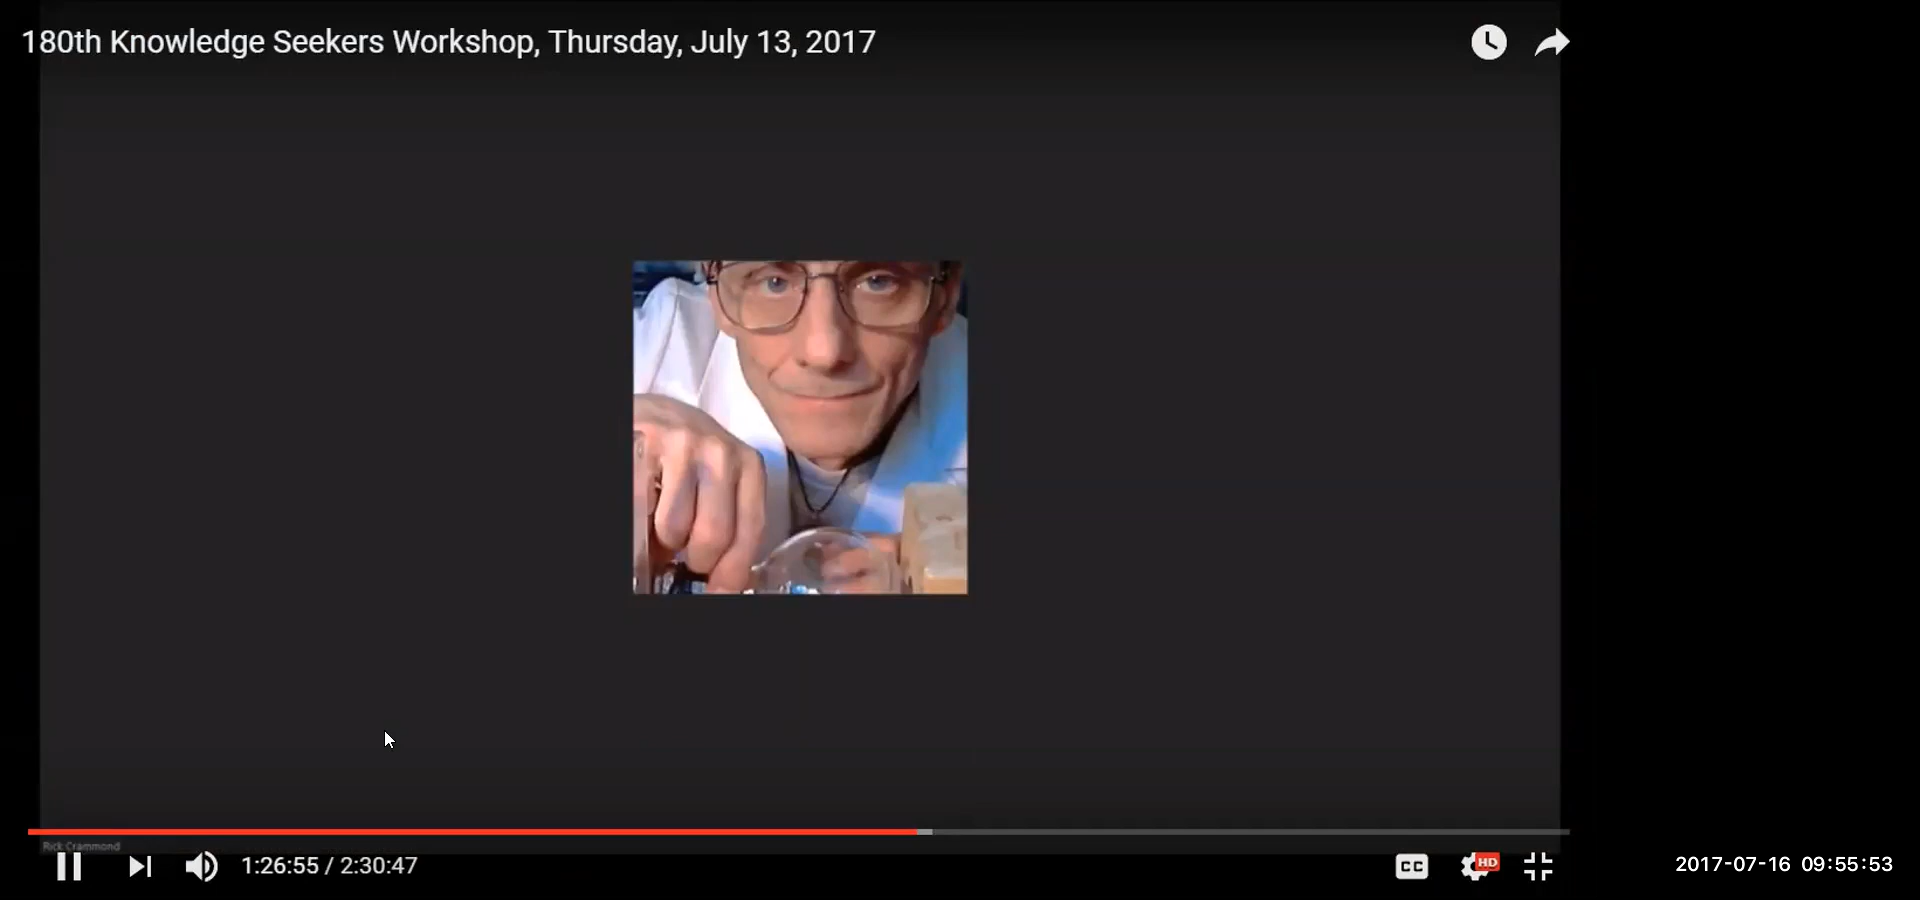 180th Knowledge Seekers Workshop, Thursday, July 13, 2017
Rick Crammond
1:26:55 / 2:30:47
CC
HD
2017-07-16 09:55:53